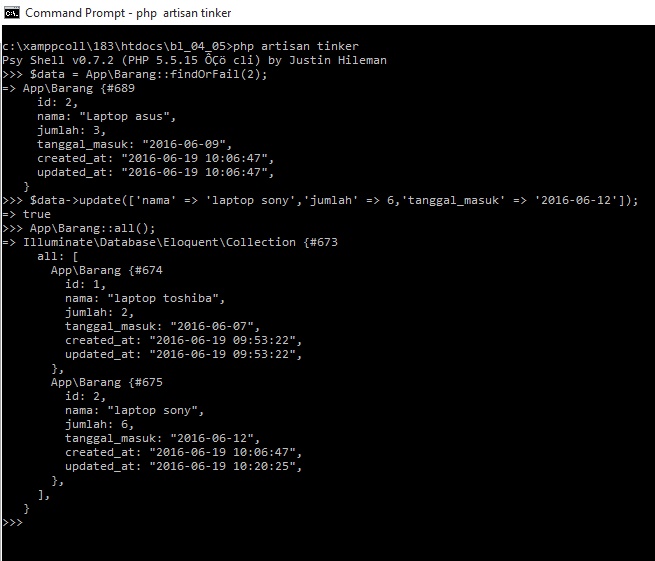 Command Prompt - php  artisan tinker
c:\xamppcoll\183\htdocs\bl_04_05>php artisan tinker
Psy Shell v0.7.2 (PHP 5.5.15 ÔÇö cli) by Justin Hileman
>>> $data = App\Barang::findOrFail(2);
=> App\Barang {#689
     id: 2,
     nama: "Laptop asus",
     jumlah: 3,
     tanggal_masuk: "2016-06-09",
     created_at: "2016-06-19 10:06:47",
     updated_at: "2016-06-19 10:06:47",
   }
>>> $data->update(['nama' => 'laptop sony','jumlah' => 6,'tanggal_masuk' => '2016-06-12']);
=> true
>>> App\Barang::all();
=> Illuminate\Database\Eloquent\Collection {#673
     all: [
       App\Barang {#674
         id: 1,
         nama: "laptop toshiba",
         jumlah: 2,
         tanggal_masuk: "2016-06-07",
         created_at: "2016-06-19 09:53:22",
         updated_at: "2016-06-19 09:53:22",
       },
       App\Barang {#675
         id: 2,
         nama: "laptop sony",
         jumlah: 6,
         tanggal_masuk: "2016-06-12",
         created_at: "2016-06-19 10:06:47",
         updated_at: "2016-06-19 10:20:25",
       },
     ],
   }
>>>